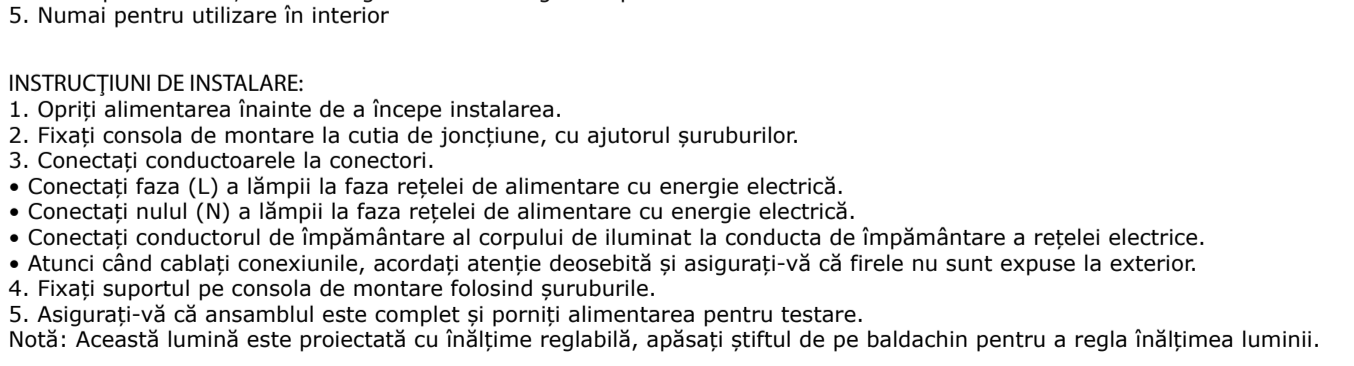 5. Numai pentru utilizare în interior
INSTRUCŢIUNI DE INSTALARE:
1. Opriți alimentarea înainte de a începe instalarea.
2. Fixați consola de montare la cutia de joncțiune, cu ajutorul șuruburilor.
3. Conectați conductoarele la conectori.
• Conectați faza (L) a lămpii la faza rețelei de alimentare cu energie electrică.
• Conectați nulul (N) a lămpii la faza rețelei de alimentare cu energie electrică.
• Conectați conductorul de împământare al corpului de iluminat la conducta de împământare a rețelei electrice.
• Atunci când cablați conexiunile, acordați atenție deosebită și asigurați-vă că firele nu sunt expuse la exterior.
4. Fixați suportul pe consola de montare folosind șuruburile.
5. Asigurați-vă că ansamblul este complet și porniți alimentarea pentru testare.
Notă: Această lumină este proiectată cu înălțime reglabilă, apăsați știftul de pe baldachin pentru a regla înălțimea luminii.